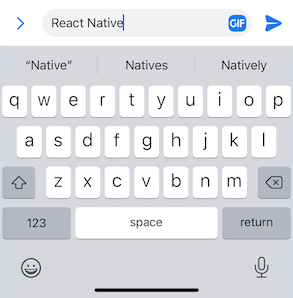 React Native GIF
“Native” Natives Natively
q w e r t y u i o p
a s d f g h j k l
z x c v b n m
123 space return